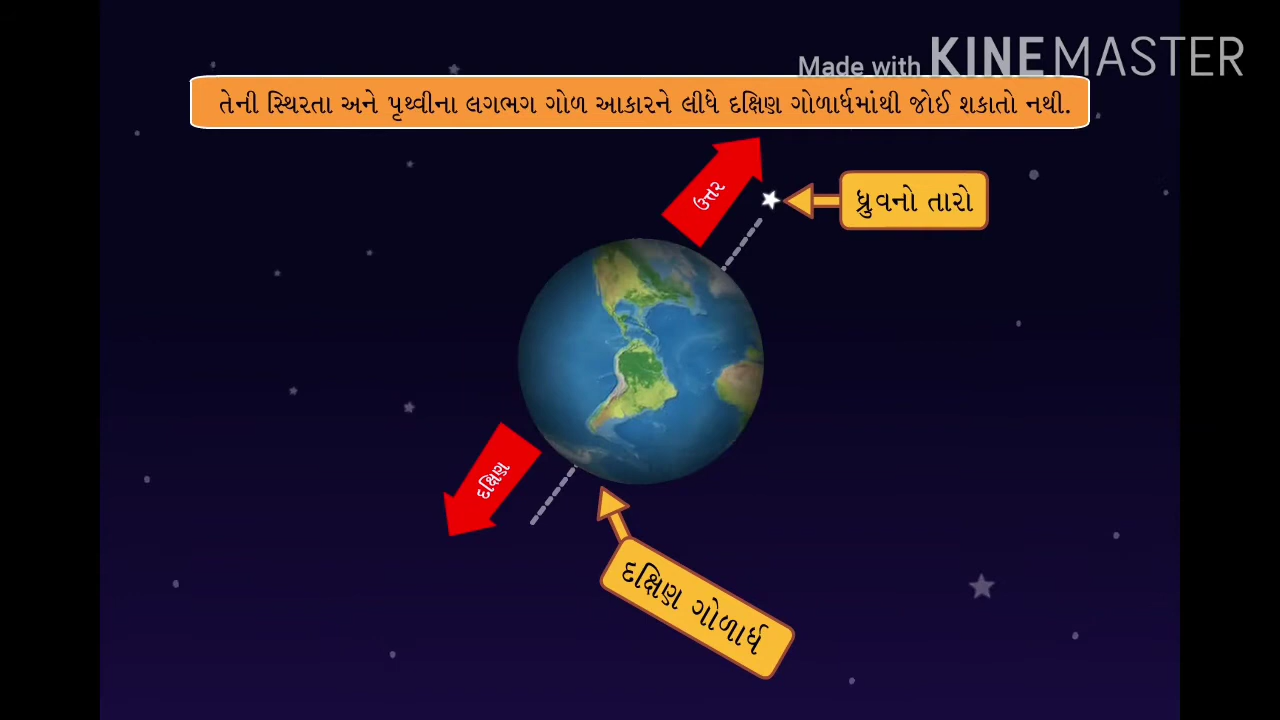 Made with KINEMASTER
તેની સ્થિરતા અને પૃથ્વીના લગભગ ગોળ આકારને લીધે દક્ષિણ ગોળાર્ધમાંથી જોઈ શકાતો નથી.
ઉત્તર
ધ્રુવનો તારો
દક્ષિણ
દક્ષિણ ગોળાર્ધ